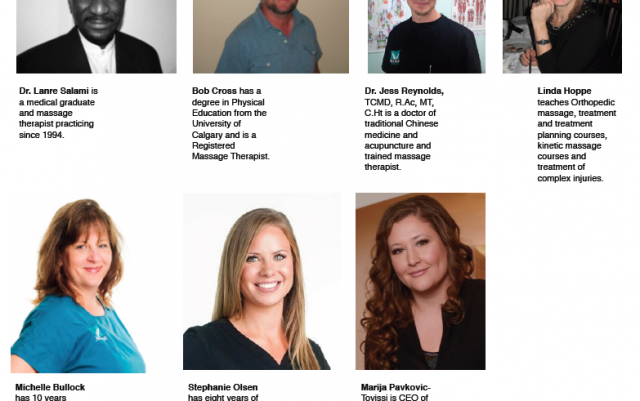 Dr. Lanre Salami is
a medical graduate
and massage
therapist practicing
since 1994.
Bob Cross has a
degree in Physical
Education from the
University of
Calgary and is a
Registered
Massage Therapist.
Dr. Jess Reynolds,
TCMD, R.Ac, MT,
C.Ht is a doctor of
traditional Chinese
medicine and
acupuncture and
trained massage
therapist.
Linda Hoppe
teaches Orthopedic
massage, treatment
and treatment
planning courses,
kinetic massage
courses and
treatment of
complex injuries.
Michelle Bullock
has 10 years
Stephanie Olsen
has eight years of
Marija Pavkovic-
Tovissi is CEO of